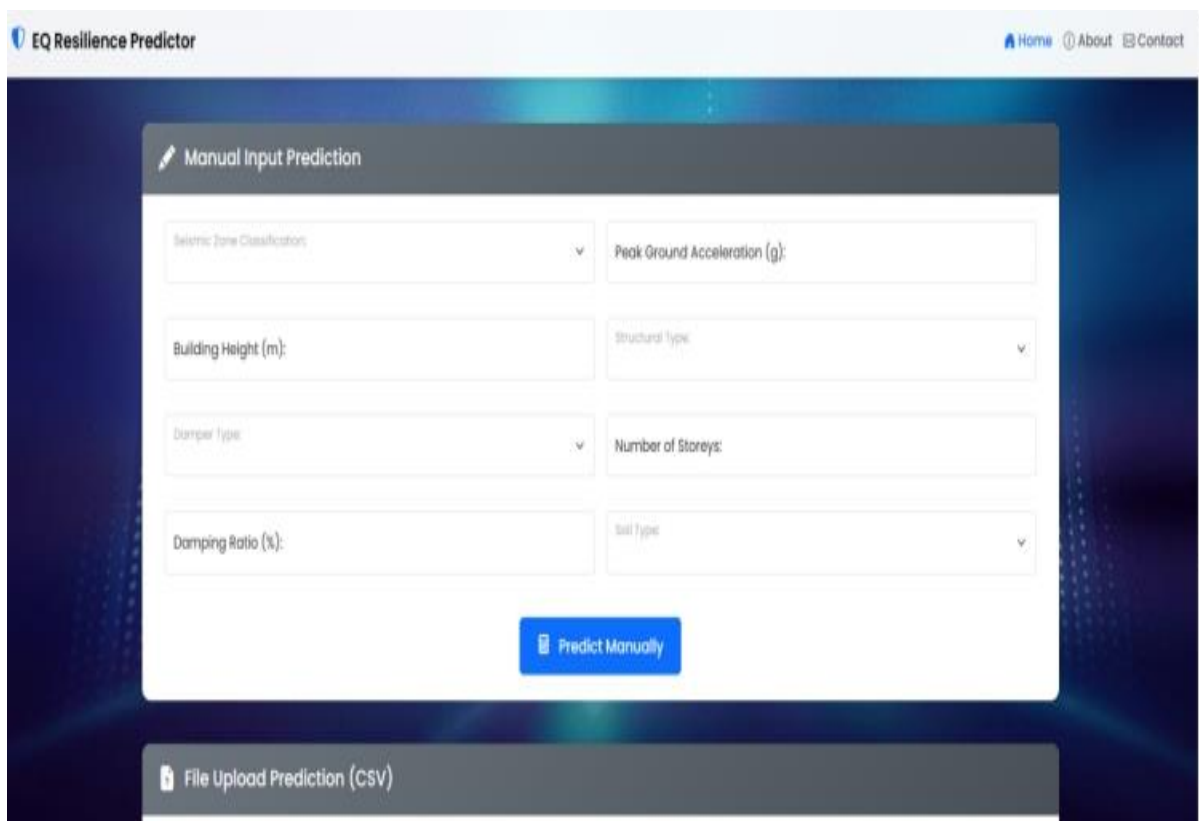 EQ Resilience Predictor
Home About Contact
Manual Input Prediction
Seismic Zone Classification:
Peak Ground Acceleration (g):
Building Height (m):
Structural Type:
Damper Type:
Number of Storeys:
Damping Ratio (%):
Soil Type:
Predict Manually
File Upload Prediction (CSV)